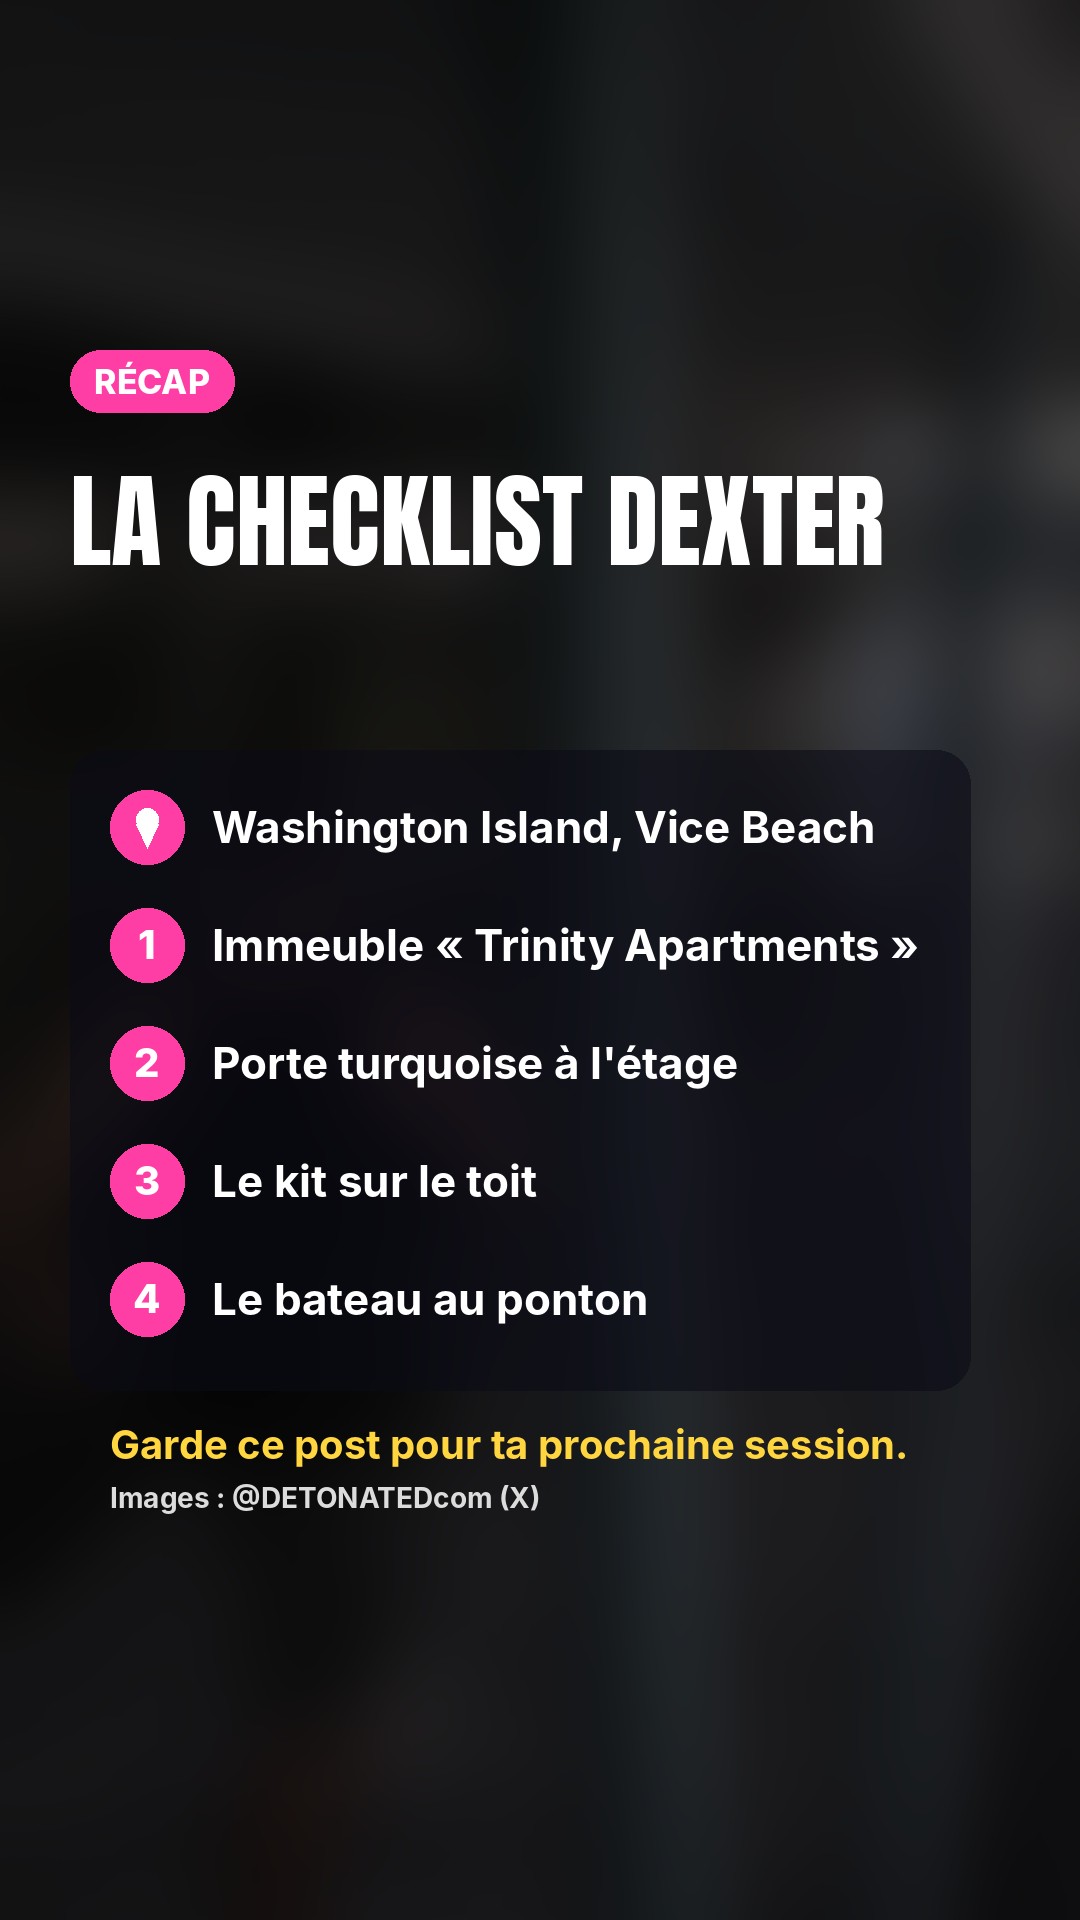 RÉCAP
LA CHECKLIST DEXTER
Washington Island, Vice Beach
1 Immeuble « Trinity Apartments »
2 Porte turquoise à l'étage
3 Le kit sur le toit
4 Le bateau au ponton
Garde ce post pour ta prochaine session.
Images : @DETONATEDcom (X)